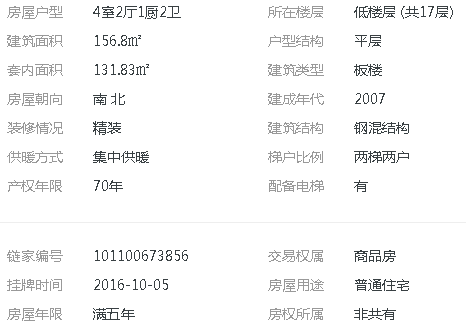 房屋户型 4室2厅1厨2卫 所在楼层 低楼层 (共17层)
建筑面积 156.8㎡ 户型结构 平层
套内面积 131.83㎡ 建筑类型 板楼
房屋朝向 南 北 建成年代 2007
装修情况 精装 建筑结构 钢混结构
供暖方式 集中供暖 梯户比例 两梯两户
产权年限 70年 配备电梯 有
链家编号 101100673856 交易权属 商品房
挂牌时间 2016-10-05 房屋用途 普通住宅
房屋年限 满五年 房权所属 非共有